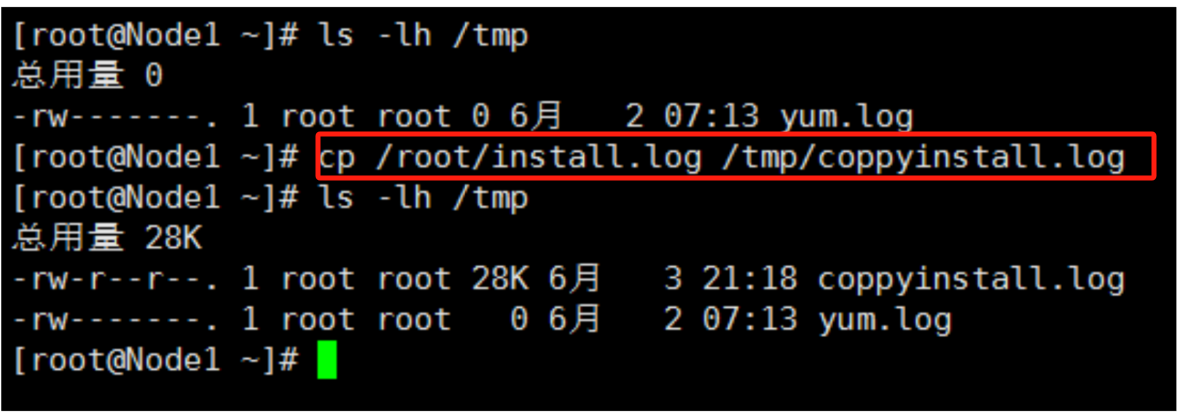 [root@Node1 ~]# ls -lh /tmp
总用量 0
-rw-------. 1 root root 0 6月   2 07:13 yum.log
[root@Node1 ~]# cp /root/install.log /tmp/coppyinstall.log
[root@Node1 ~]# ls -lh /tmp
总用量 28K
-rw-r--r--. 1 root root 28K 6月   3 21:18 coppyinstall.log
-rw-------. 1 root root   0 6月   2 07:13 yum.log
[root@Node1 ~]#